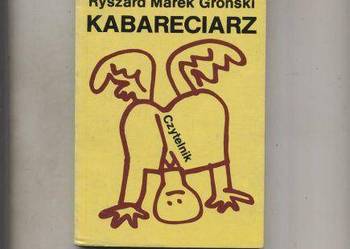 Ryszard Marek Groński
KABARECIARZ
Czytelnik